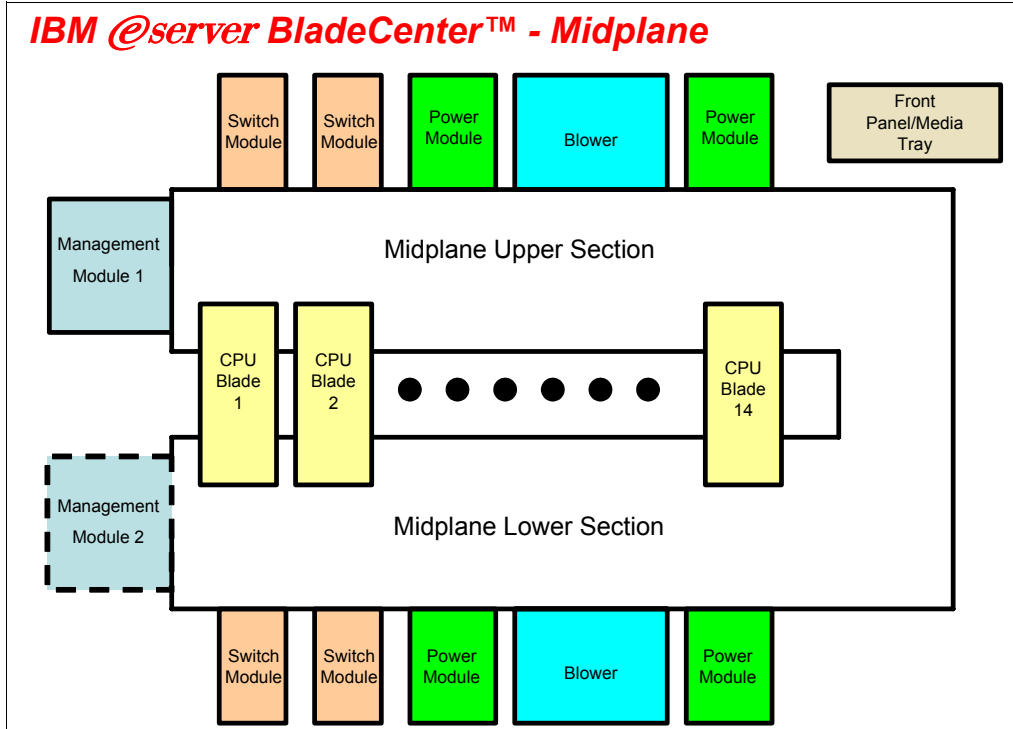 IBM @server BladeCenter™ - Midplane
Switch
Module
Switch
Module
Power
Module
Blower
Power
Module
Front
Panel/Media
Tray
Management
Module 1
Midplane Upper Section
CPU
Blade
1
CPU
Blade
2
CPU
Blade
14
Management
Module 2
Midplane Lower Section
Switch
Module
Switch
Module
Power
Module
Blower
Power
Module